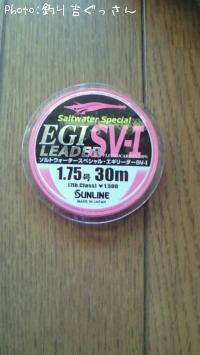 Photo:釣り吉ぐっさん
Saltwater Special
EGI SV-I
LEADER
ソルトウォータースペシャル・エギリーダーSV-I
1.75号 30m
(7lb.Class) ¥1,500
SUNLINE
MADE IN JAPAN